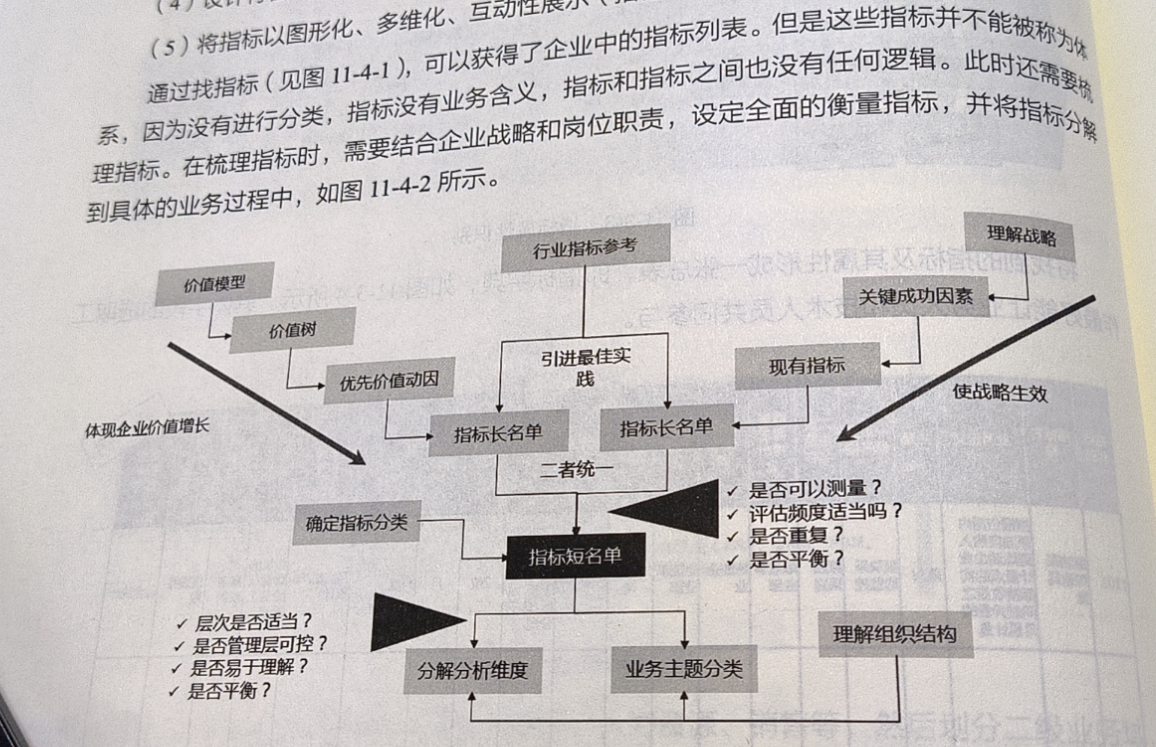 (5)将指标以图形化、多维化、互动性展示
通过找指标(见图 11-4-1),可以获得了企业中的指标列表。但是这些指标并不能被称为体
系,因为没有进行分类,指标没有业务含义,指标和指标之间也没有任何逻辑。此时还需要梳
理指标。在梳理指标时,需要结合企业战略和岗位职责,设定全面的衡量指标,并将指标分解
到具体的业务过程中,如图 11-4-2 所示。
行业指标参考
理解战略
价值模型
关键成功因素
价值树
引进最佳实
践
现有指标
优先价值动因
使战略生效
体现企业价值增长
指标长名单
指标长名单
二者统一
✓ 是否可以测量?
✓ 评估频度适当吗?
✓ 是否重复?
✓ 是否平衡?
确定指标分类
指标短名单
✓ 层次是否适当?
✓ 是否管理层可控?
✓ 是否易于理解?
✓ 是否平衡?
理解组织结构
分解分析维度
业务主题分类